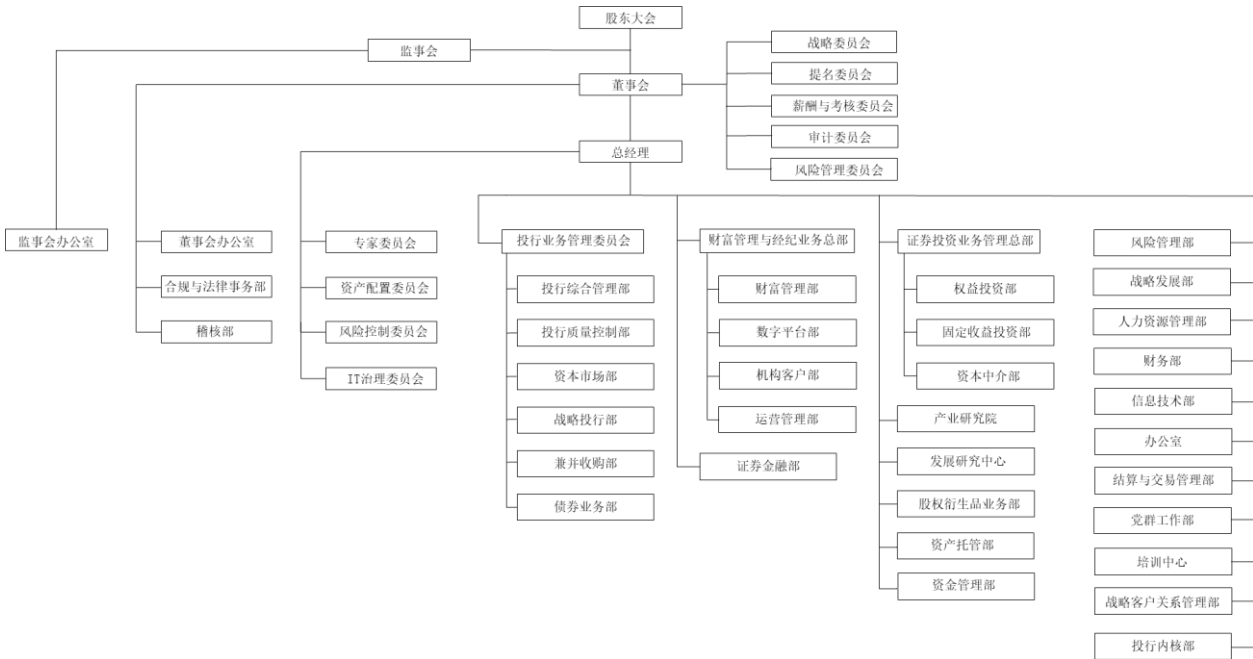 股东大会
监事会
董事会
战略委员会
提名委员会
薪酬与考核委员会
审计委员会
风险管理委员会
总经理
监事会办公室
董事会办公室
合规与法律事务部
稽核部
专家委员会
资产配置委员会
风险控制委员会
IT治理委员会
投行业务管理委员会
投行综合管理部
投行质量控制部
资本市场部
战略投行部
兼并收购部
债券业务部
财富管理与经纪业务总部
财富管理部
数字平台部
机构客户部
运营管理部
证券金融部
证券投资业务管理总部
权益投资部
固定收益投资部
资本中介部
产业研究院
发展研究中心
股权衍生品业务部
资产托管部
资金管理部
风险管理部
战略发展部
人力资源管理部
财务部
信息技术部
办公室
结算与交易管理部
党群工作部
培训中心
战略客户关系管理部
投行内核部